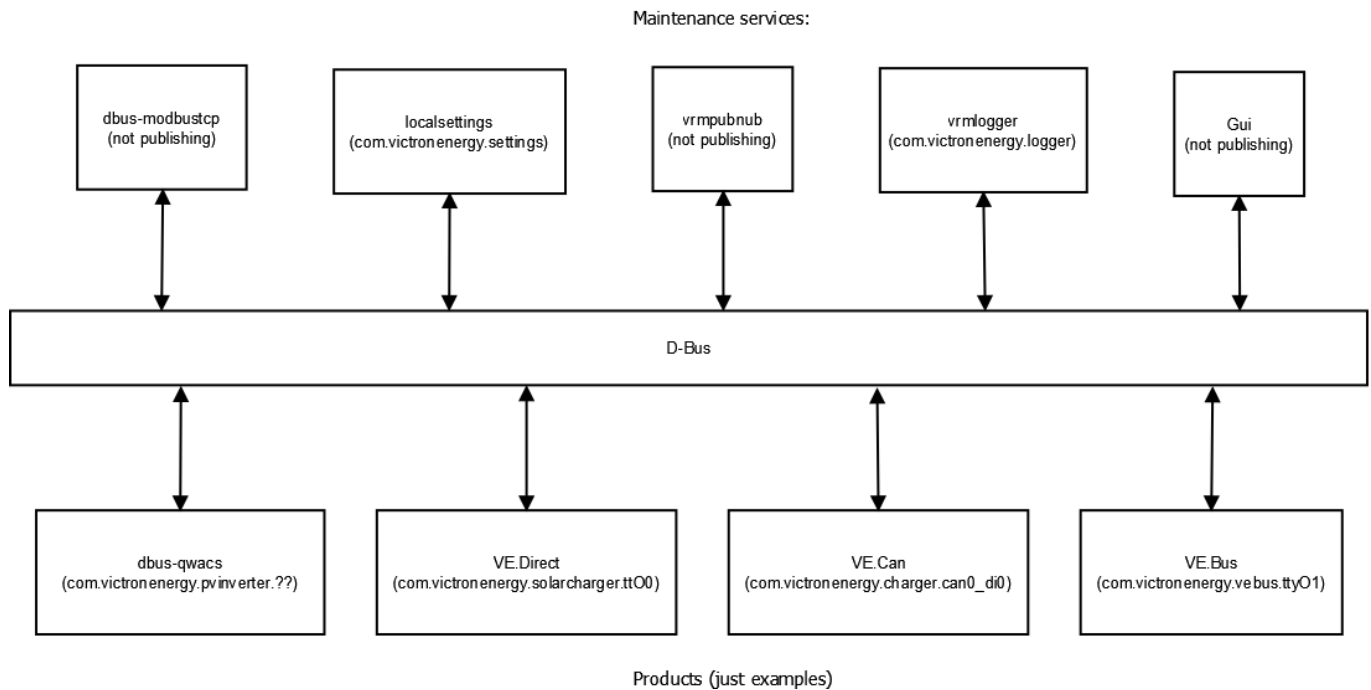 Maintenance services:
dbus-modbustcp
(not publishing)
localsettings
(com.victronenergy.settings)
vrmpubnub
(not publishing)
vrmlogger
(com.victronenergy.logger)
Gui
(not publishing)
D-Bus
dbus-qwacs
(com.victronenergy.pvinverter.??)
VE.Direct
(com.victronenergy.solarcharger.ttO0)
VE.Can
(com.victronenergy.charger.can0_di0)
VE.Bus
(com.victronenergy.vebus.ttyO1)
Products (just examples)